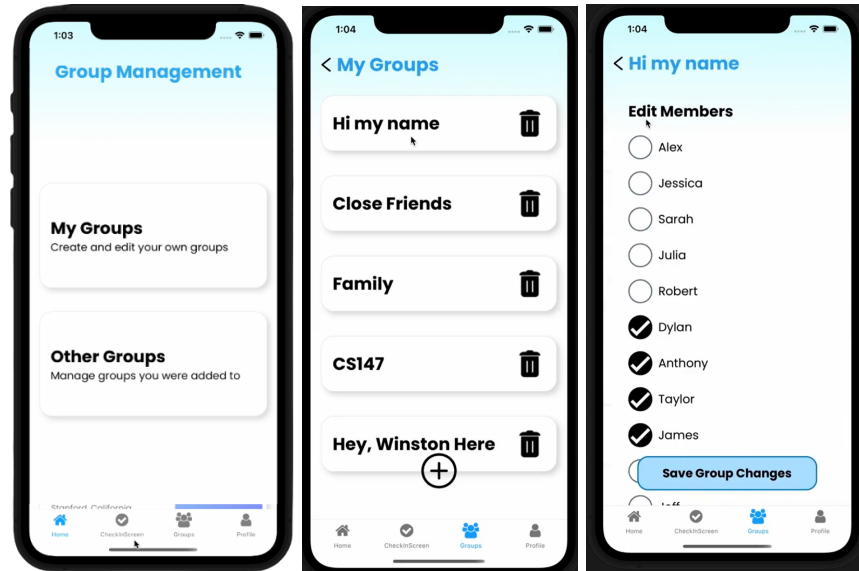 1:03
Group Management
My Groups
Create and edit your own groups
Other Groups
Manage groups you were added to
Stanford, California
Home
CheckInScreen
Groups
Profile
1:04
My Groups
Hi my name
Close Friends
Family
CS147
Hey, Winston Here
Home
CheckInScreen
Groups
Profile
1:04
Hi my name
Edit Members
Alex
Jessica
Sarah
Julia
Robert
Dylan
Anthony
Taylor
James
Save Group Changes
Home
CheckInScreen
Groups
Profile